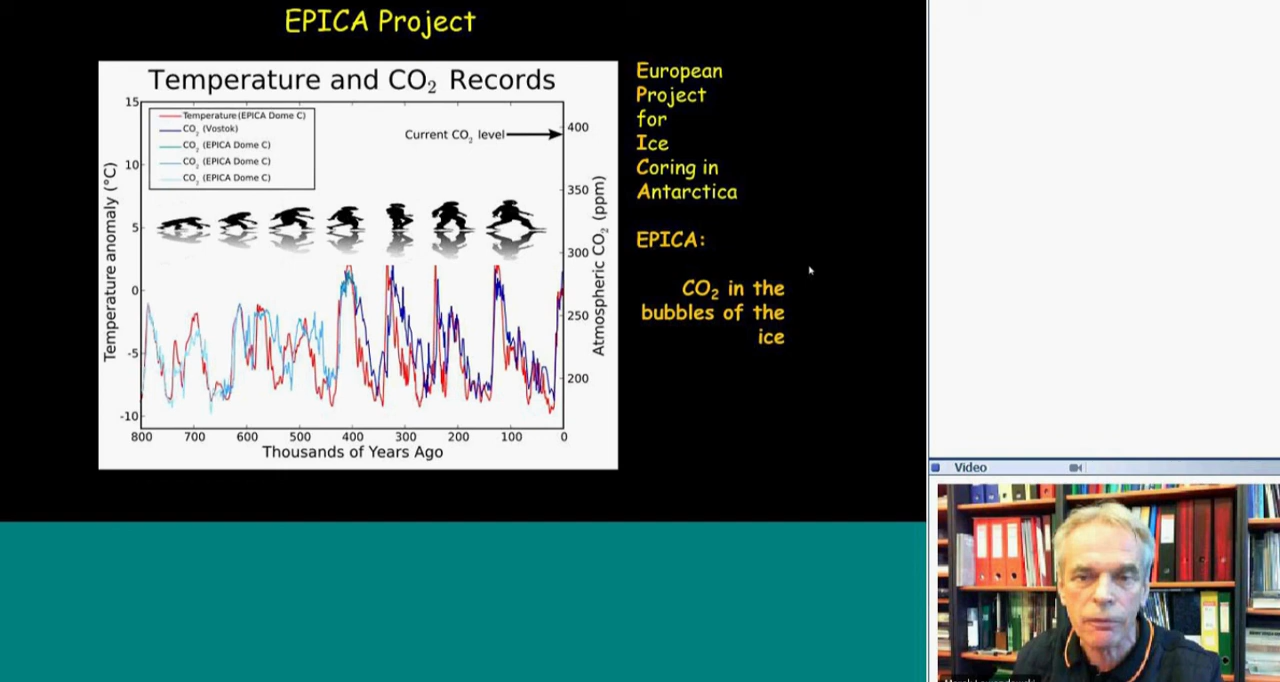 EPICA Project
Temperature and CO2 Records
Temperature (EPICA Dome C)
CO2 (Vostok)
CO2 (EPICA Dome C)
CO2 (EPICA Dome C)
CO2 (EPICA Dome C)
Current CO2 level
15
10
5
0
-5
-10
Temperature anomaly (°C)
400
350
300
250
200
Atmospheric CO2 (ppm)
800 700 600 500 400 300 200 100 0
Thousands of Years Ago
European
Project
for
Ice
Coring in
Antarctica
EPICA:
CO2 in the
bubbles of the
ice
Video